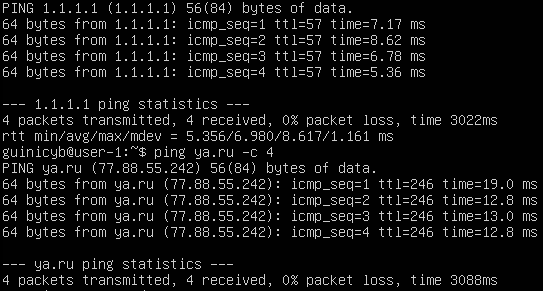 PING 1.1.1.1 (1.1.1.1) 56(84) bytes of data.
64 bytes from 1.1.1.1: icmp_seq=1 ttl=57 time=7.17 ms
64 bytes from 1.1.1.1: icmp_seq=2 ttl=57 time=8.62 ms
64 bytes from 1.1.1.1: icmp_seq=3 ttl=57 time=6.78 ms
64 bytes from 1.1.1.1: icmp_seq=4 ttl=57 time=5.36 ms
--- 1.1.1.1 ping statistics ---
4 packets transmitted, 4 received, 0% packet loss, time 3022ms
rtt min/avg/max/mdev = 5.356/6.980/8.617/1.161 ms
guinicyb@user-1:~$ ping ya.ru -c 4
PING ya.ru (77.88.55.242) 56(84) bytes of data.
64 bytes from ya.ru (77.88.55.242): icmp_seq=1 ttl=246 time=19.0 ms
64 bytes from ya.ru (77.88.55.242): icmp_seq=2 ttl=246 time=12.8 ms
64 bytes from ya.ru (77.88.55.242): icmp_seq=3 ttl=246 time=13.0 ms
64 bytes from ya.ru (77.88.55.242): icmp_seq=4 ttl=246 time=12.8 ms
--- ya.ru ping statistics ---
4 packets transmitted, 4 received, 0% packet loss, time 3088ms